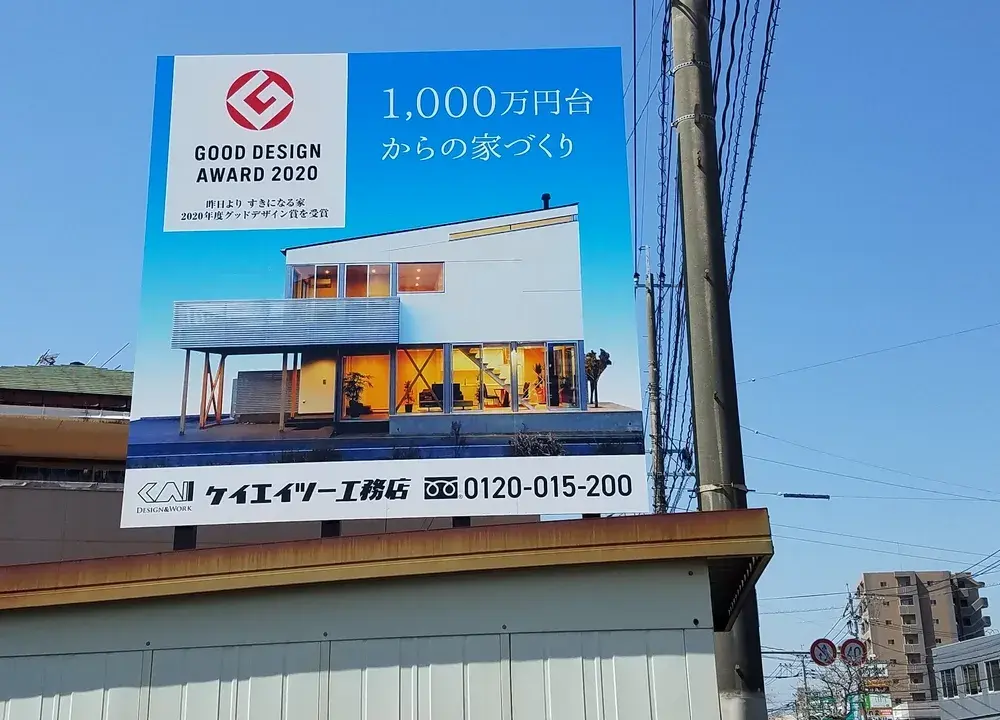 GOOD DESIGN
AWARD 2020
昨日より すきになる家
2020年度グッドデザイン賞を受賞
1,000万円台
からの家づくり
KAII
DESIGN&WORK
ケイエイツー工務店
0120-015-200
40